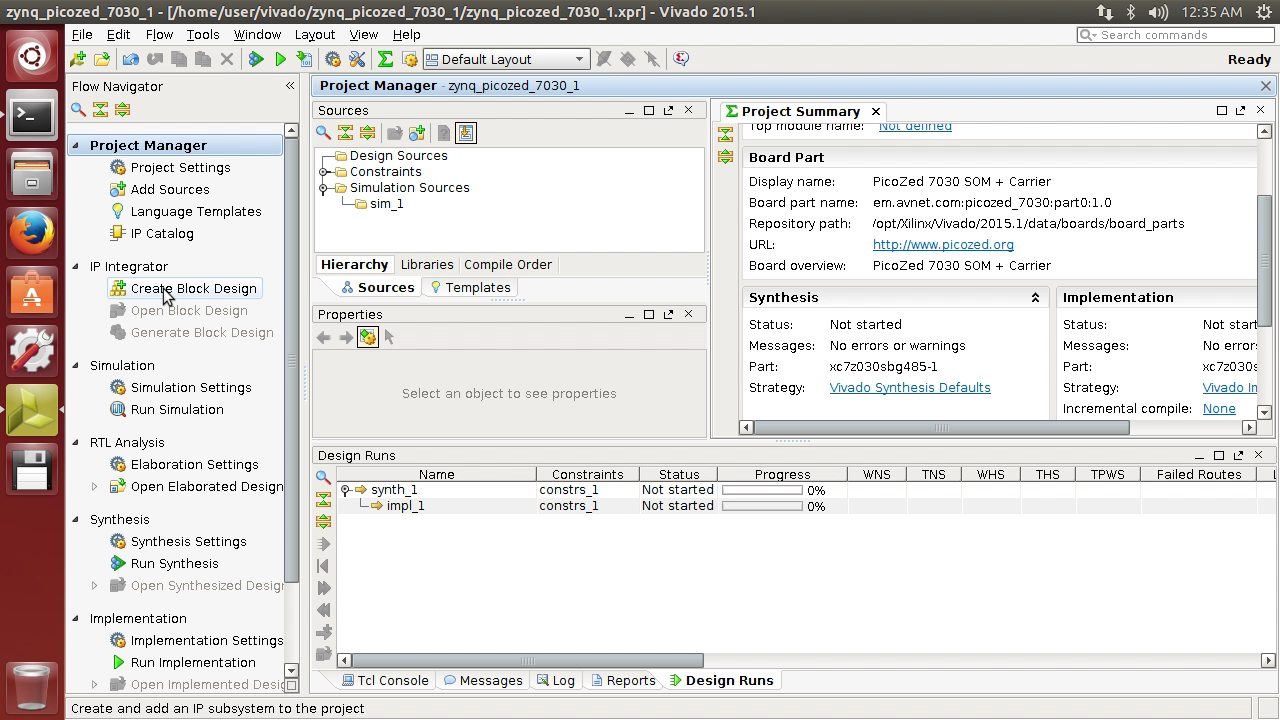 zynq_picozed_7030_1 - [/home/user/vivado/zynq_picozed_7030_1/zynq_picozed_7030_1.xpr] - Vivado 2015.1
12:35 AM
File Edit Flow Tools Window Layout View Help
Search commands
Default Layout
Ready
Flow Navigator
Project Manager
Project Settings
Add Sources
Language Templates
IP Catalog
IP Integrator
Create Block Design
Open Block Design
Generate Block Design
Simulation
Simulation Settings
Run Simulation
RTL Analysis
Elaboration Settings
Open Elaborated Design
Synthesis
Synthesis Settings
Run Synthesis
Open Synthesized Design
Implementation
Implementation Settings
Run Implementation
Open Implemented Desig
Project Manager - zynq_picozed_7030_1
Sources
Design Sources
Constraints
Simulation Sources
sim_1
Hierarchy Libraries Compile Order
Sources Templates
Properties
Select an object to see properties
Project Summary
Top module name: Not defined
Board Part
Display name: PicoZed 7030 SOM + Carrier
Board part name: em.avnet.com:picozed_7030:part0:1.0
Repository path: /opt/Xilinx/Vivado/2015.1/data/boards/board_parts
URL: http://www.picozed.org
Board overview: PicoZed 7030 SOM + Carrier
Synthesis
Status: Not started
Messages: No errors or warnings
Part: xc7z030sbg485-1
Strategy: Vivado Synthesis Defaults
Implementation
Status: Not start
Messages: No errors
Part: xc7z030s
Strategy: Vivado Im
Incremental compile: None
Design Runs
Name Constraints Status Progress WNS TNS WHS THS TPWS Failed Routes
synth_1 constrs_1 Not started 0%
impl_1 constrs_1 Not started 0%
Tcl Console Messages Log Reports Design Runs
Create and add an IP subsystem to the project